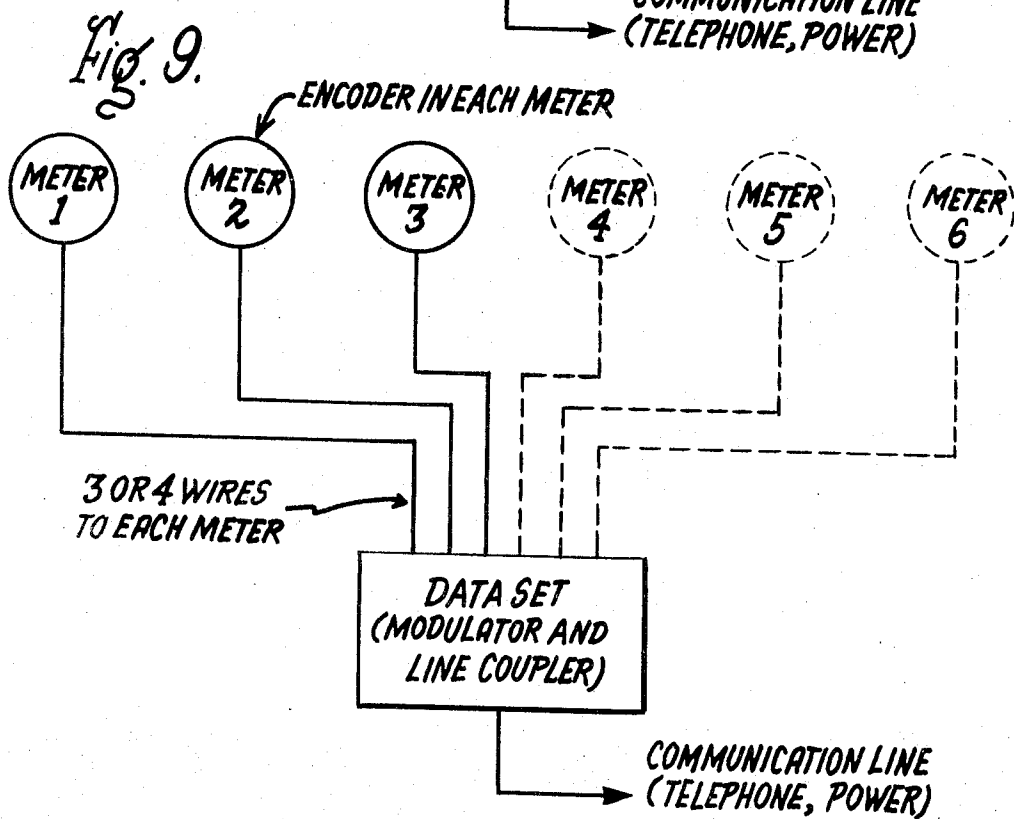 COMMUNICATION LINE
(TELEPHONE, POWER)
Fig. 9.
ENCODER IN EACH METER
METER
1
METER
2
METER
3
METER
4
METER
5
METER
6
3 OR 4 WIRES
TO EACH METER
DATA SET
(MODULATOR AND
LINE COUPLER)
COMMUNICATION LINE
(TELEPHONE, POWER)